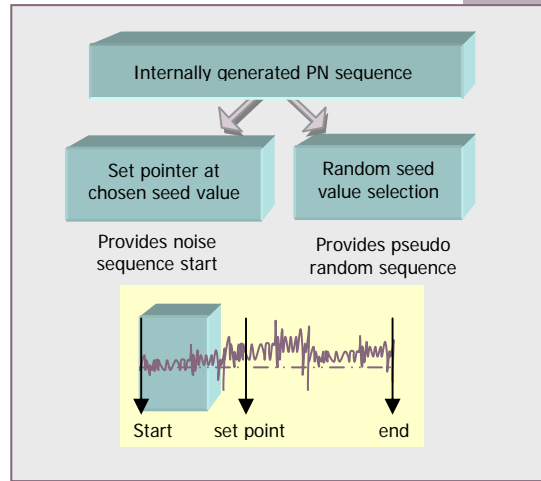 Internally generated PN sequence
Set pointer at
chosen seed value
Random seed
value selection
Provides noise
sequence start
Provides pseudo
random sequence
Start
set point
end